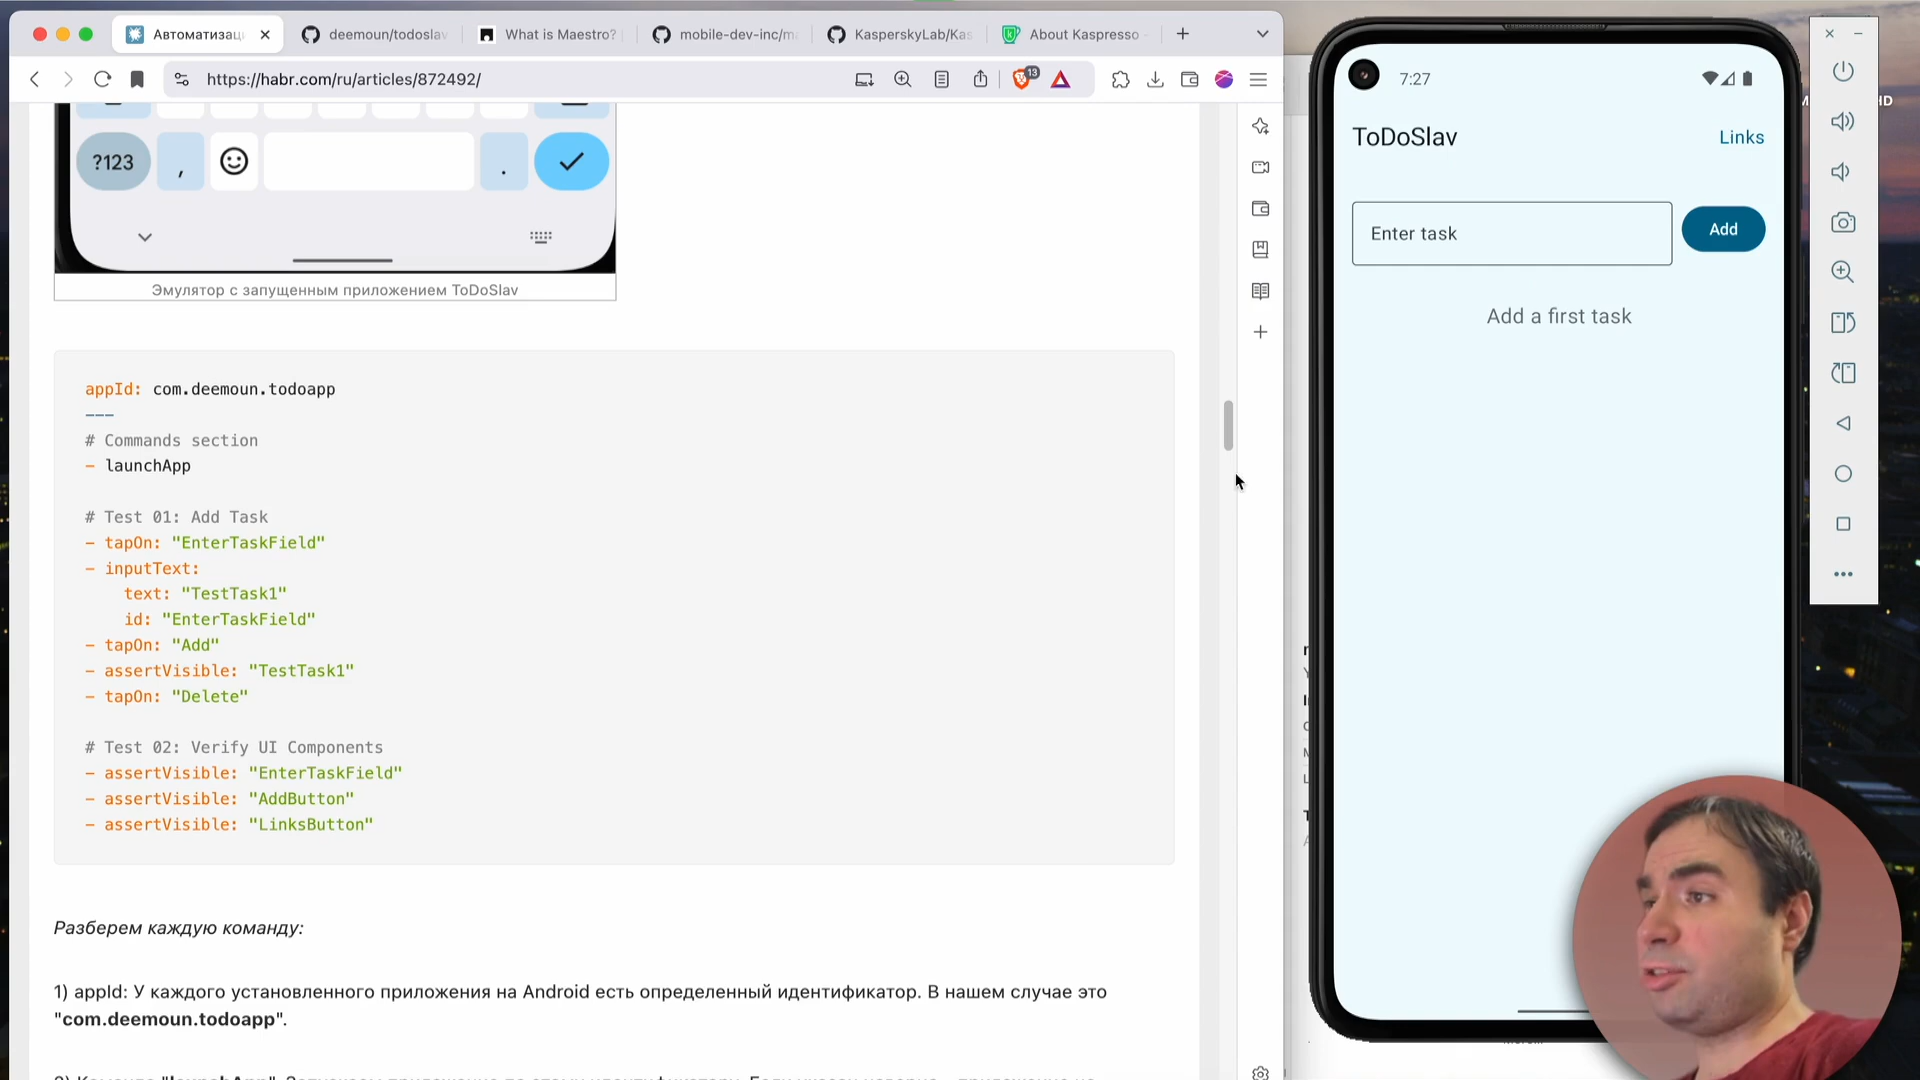 Автоматизаци
deemoun/todoslav
What is Maestro?
mobile-dev-inc/ma
KasperskyLab/Kas
About Kaspresso
https://habr.com/ru/articles/872492/
13
?123
,
.
Эмулятор с запущенным приложением ToDoSlav
appId: com.deemoun.todoapp
---
# Commands section
- launchApp
# Test 01: Add Task
- tapOn: "EnterTaskField"
- inputText:
text: "TestTask1"
id: "EnterTaskField"
- tapOn: "Add"
- assertVisible: "TestTask1"
- tapOn: "Delete"
# Test 02: Verify UI Components
- assertVisible: "EnterTaskField"
- assertVisible: "AddButton"
- assertVisible: "LinksButton"
Разберем каждую команду:
1) appId: У каждого установленного приложения на Android есть определенный идентификатор. В нашем случае это
"com.deemoun.todoapp".
7:27
ToDoSlav
Links
Enter task
Add
Add a first task